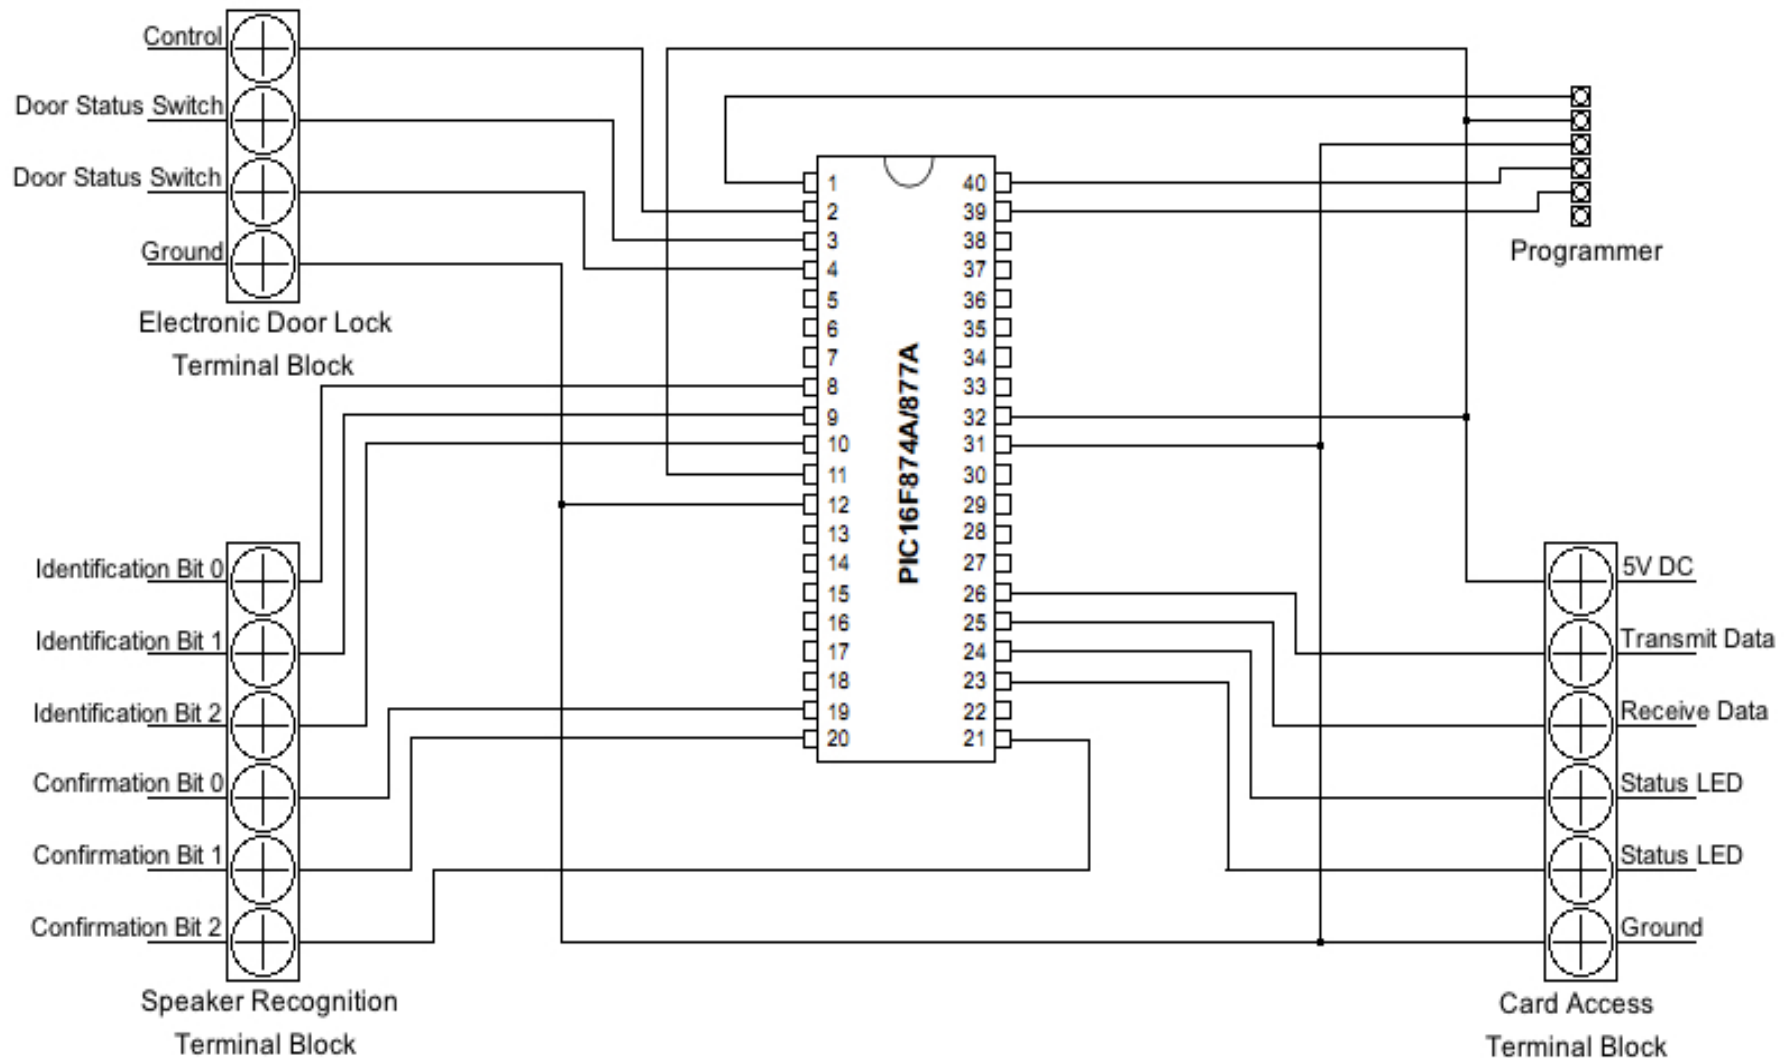 Control
Door Status Switch
Door Status Switch
Ground
Electronic Door Lock
Terminal Block
Identification Bit 0
Identification Bit 1
Identification Bit 2
Confirmation Bit 0
Confirmation Bit 1
Confirmation Bit 2
Speaker Recognition
Terminal Block
1
2
3
4
5
6
7
8
9
10
11
12
13
14
15
16
17
18
19
20
PIC16F874A/877A
40
39
38
37
36
35
34
33
32
31
30
29
28
27
26
25
24
23
22
21
Programmer
5V DC
Transmit Data
Receive Data
Status LED
Status LED
Ground
Card Access
Terminal Block